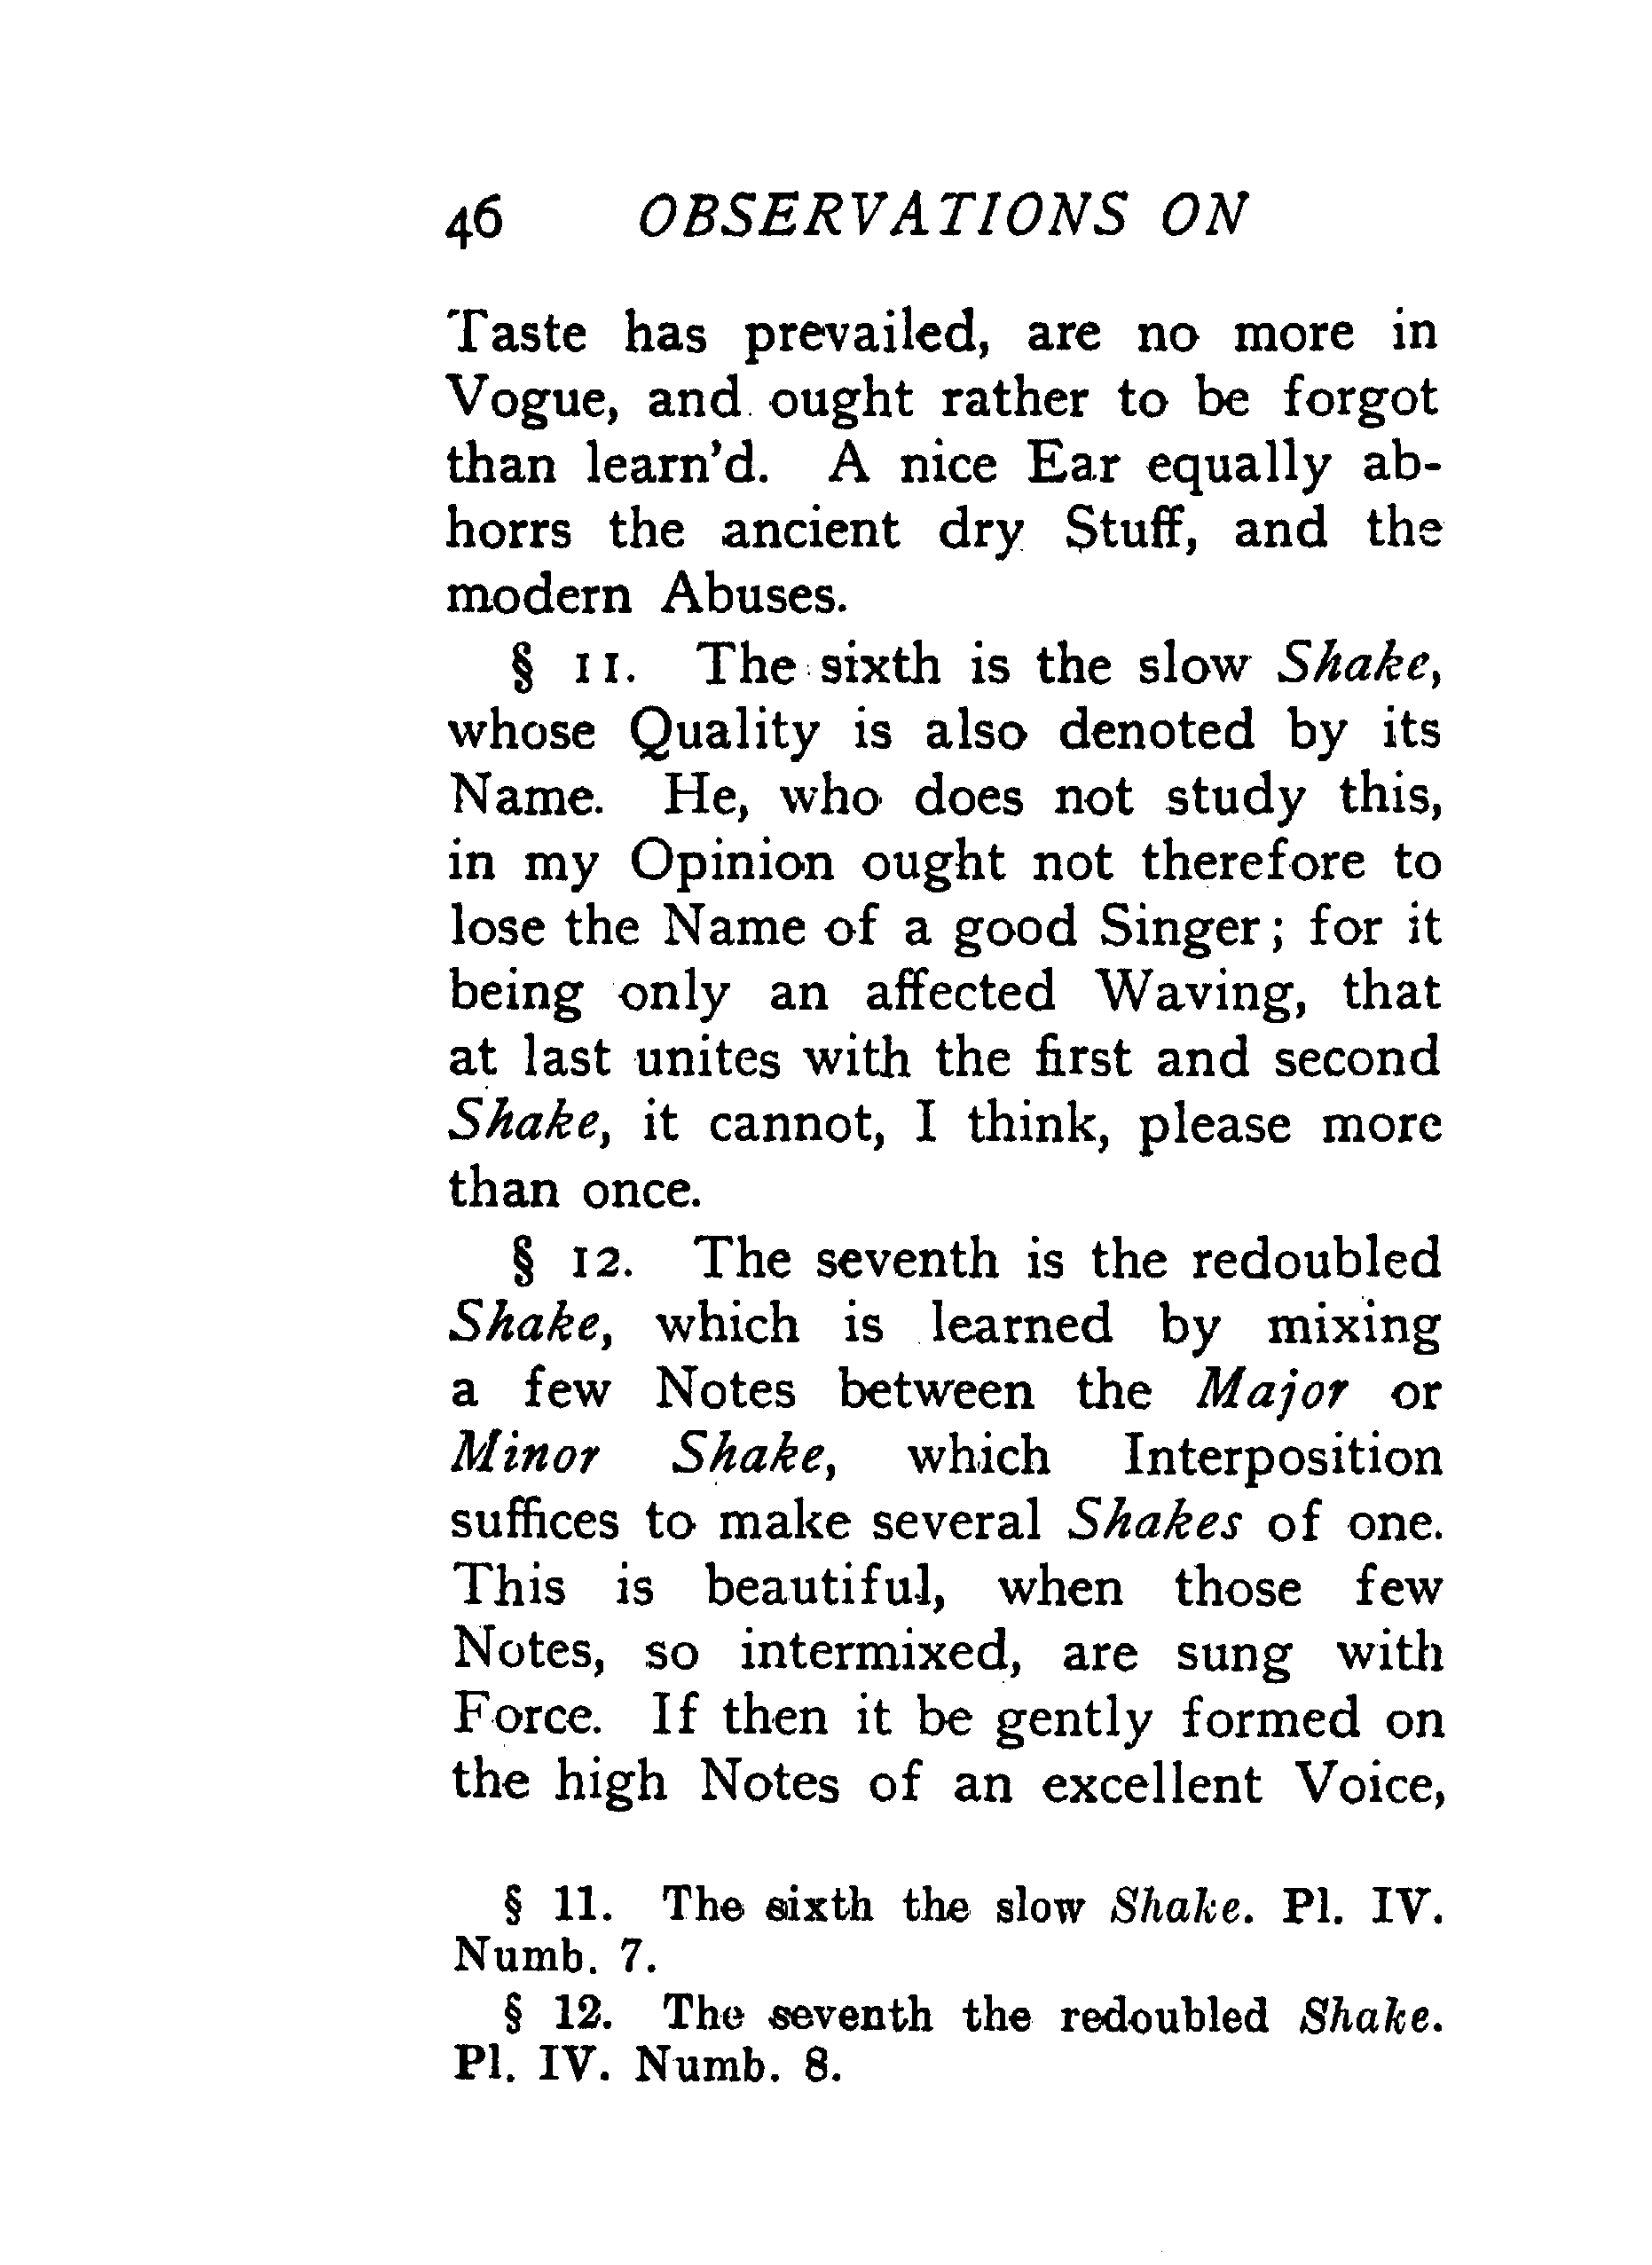 46 OBSERVATIONS ON
Taste has prevailed, are no more in
Vogue, and ought rather to be forgot
than learn'd. A nice Ear equally ab-
horrs the ancient dry Stuff, and the
modern Abuses.
§ 11. The sixth is the slow Shake,
whose Quality is also denoted by its
Name. He, who does not study this,
in my Opinion ought not therefore to
lose the Name of a good Singer; for it
being only an affected Waving, that
at last unites with the first and second
Shake, it cannot, I think, please more
than once.
§ 12. The seventh is the redoubled
Shake, which is learned by mixing
a few Notes between the Major or
Minor Shake, which Interposition
suffices to make several Shakes of one.
This is beautiful, when those few
Notes, so intermixed, are sung with
Force. If then it be gently formed on
the high Notes of an excellent Voice,
§ 11. The sixth the slow Shake. Pl. IV.
Numb. 7.
§ 12. The seventh the redoubled Shake.
Pl. IV. Numb. 8.